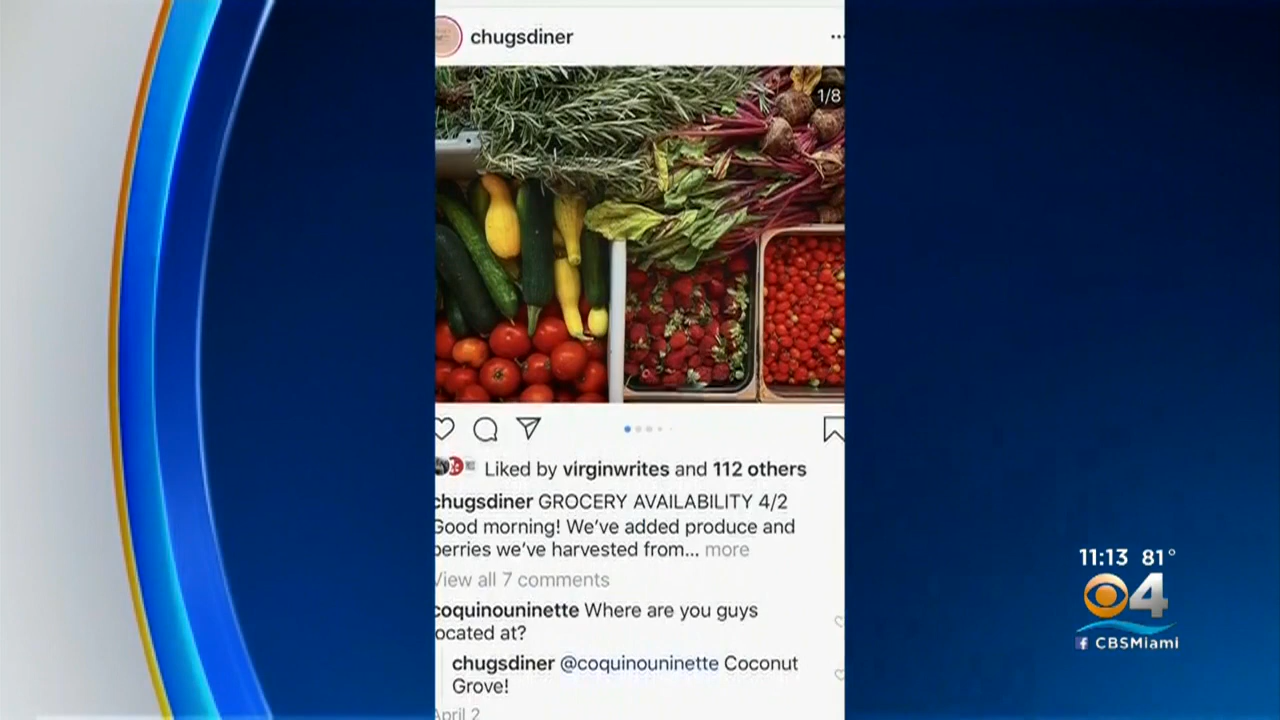 chugsdiner
1/8
Liked by virginwrites and 112 others
chugsdiner GROCERY AVAILABILITY 4/2
Good morning! We've added produce and
berries we've harvested from... more
View all 7 comments
coquinouninette Where are you guys
ocated at?
chugsdiner @coquinouninette Coconut
Grove!
April 2
11:13 81°
4
f CBSMiami